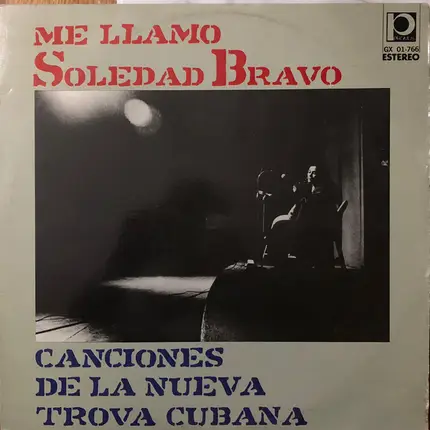 ME LLAMO
SOLEDAD BRAVO
GX 01-766
ESTEREO
CANCIONES
DE LA NUEVA
TROVA CUBANA